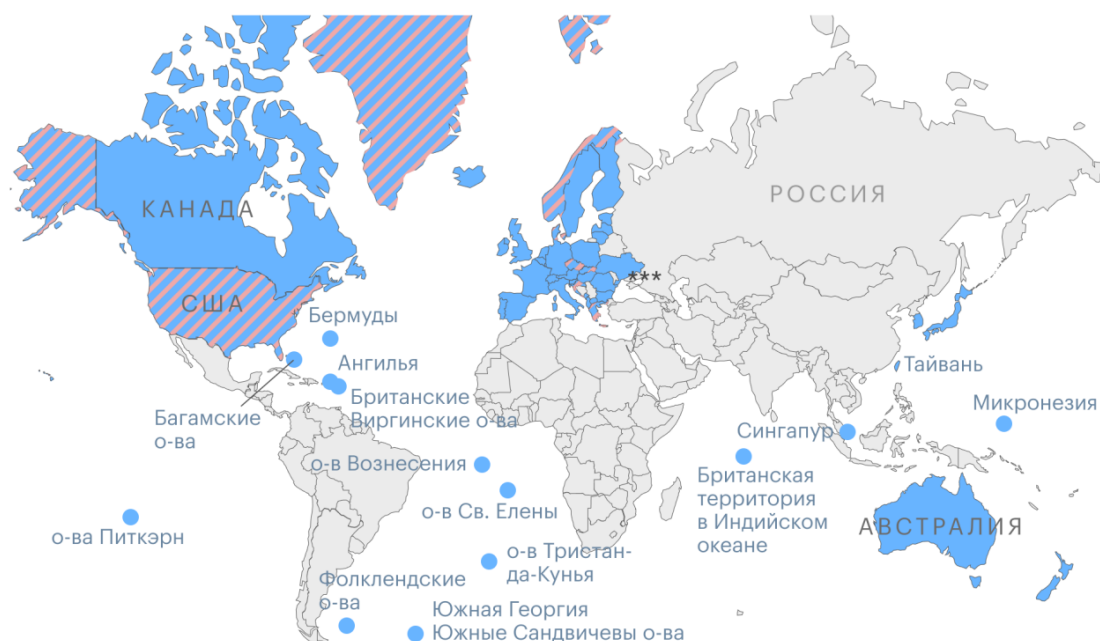 РОССИЯ
КАНАДА
***
США
Бермуды
Ангилья
Тайвань
Британские
Виргинские о-ва
Багамские
о-ва
Микронезия
Сингапур
о-в Вознесения
Британская
территория
в Индийском
океане
о-в Св. Елены
АВСТРАЛИЯ
о-ва Питкэрн
о-в Тристан-
да-Кунья
Фолклендские
о-ва
Южная Георгия
Южные Сандвичевы о-ва